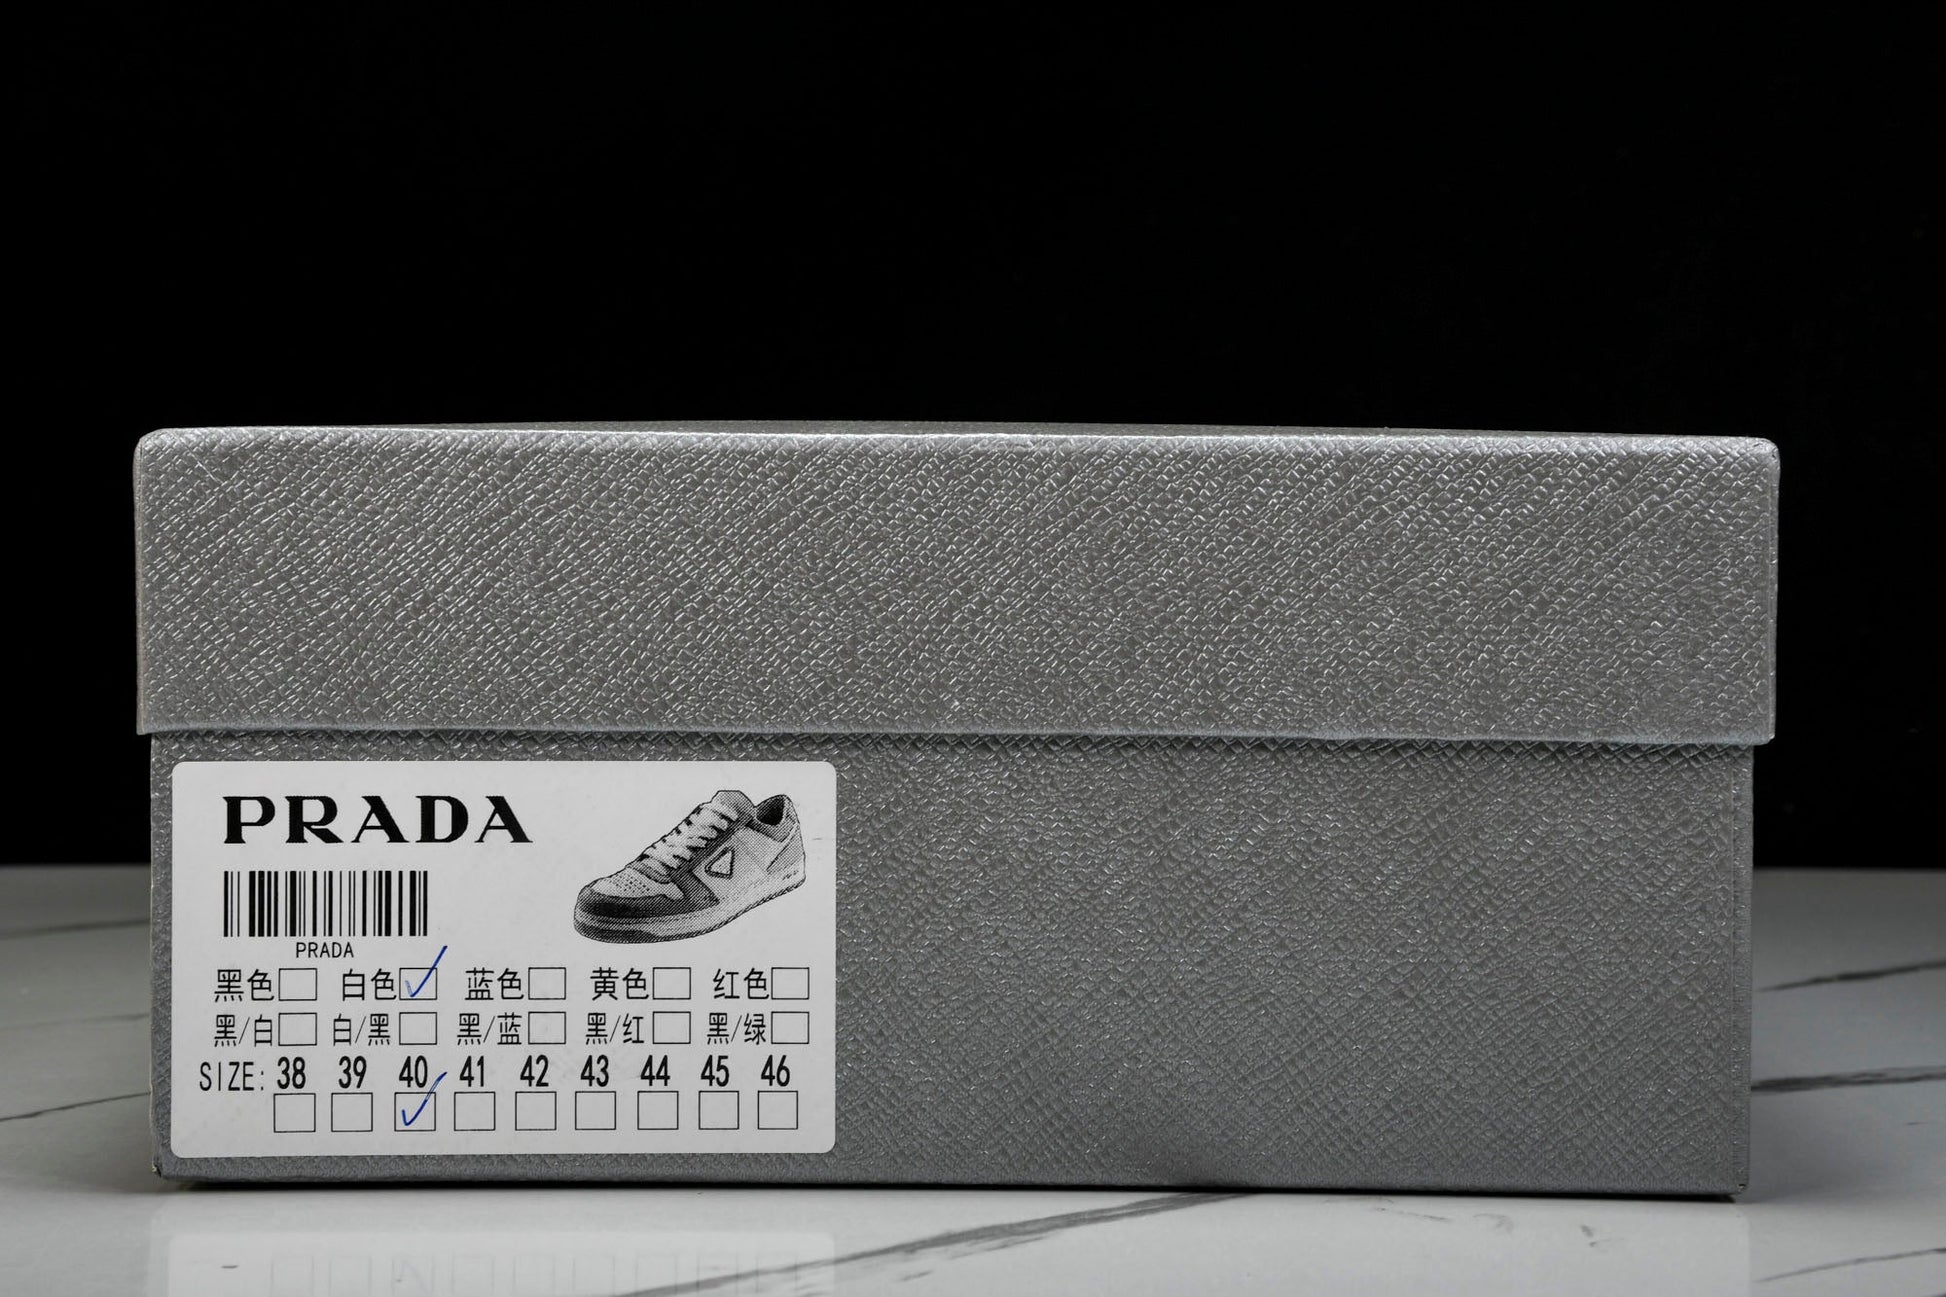 PRADA
PRADA
黑色 白色 蓝色 黄色 红色
黑/白 白/黑 黑/蓝 黑/红 黑/绿
SIZE: 38 39 40 41 42 43 44 45 46